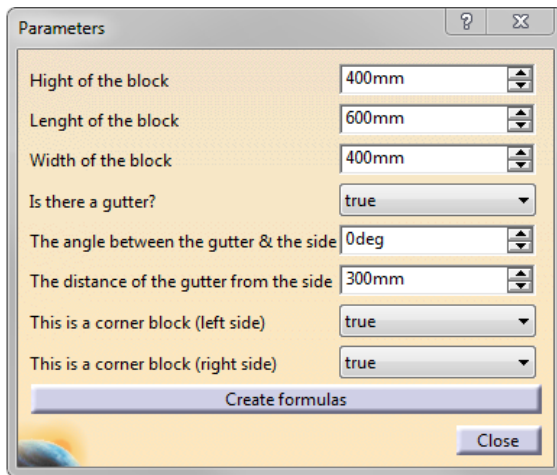 Parameters
Hight of the block 400mm
Lenght of the block 600mm
Width of the block 400mm
Is there a gutter? true
The angle between the gutter & the side 0deg
The distance of the gutter from the side 300mm
This is a corner block (left side) true
This is a corner block (right side) true
Create formulas
Close